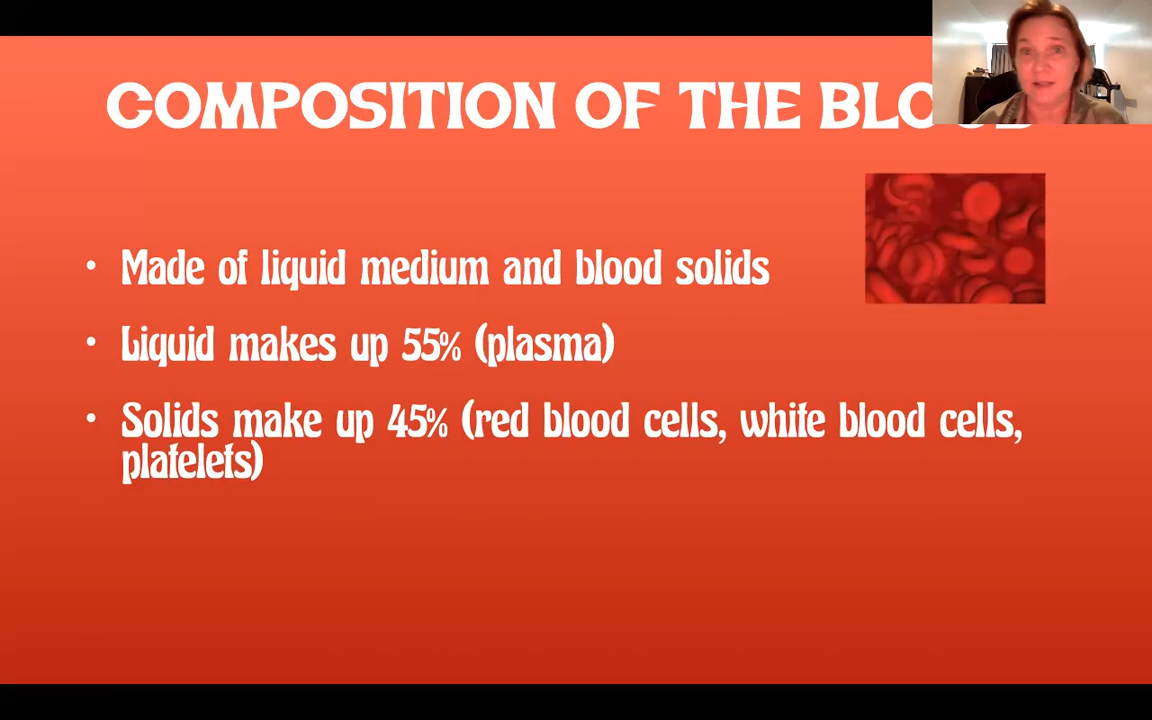 COMPOSITION OF THE
• Made of liquid medium and blood solids
• Liquid makes up 55% (plasma)
• Solids make up 45% (red blood cells, white blood cells,
platelets)